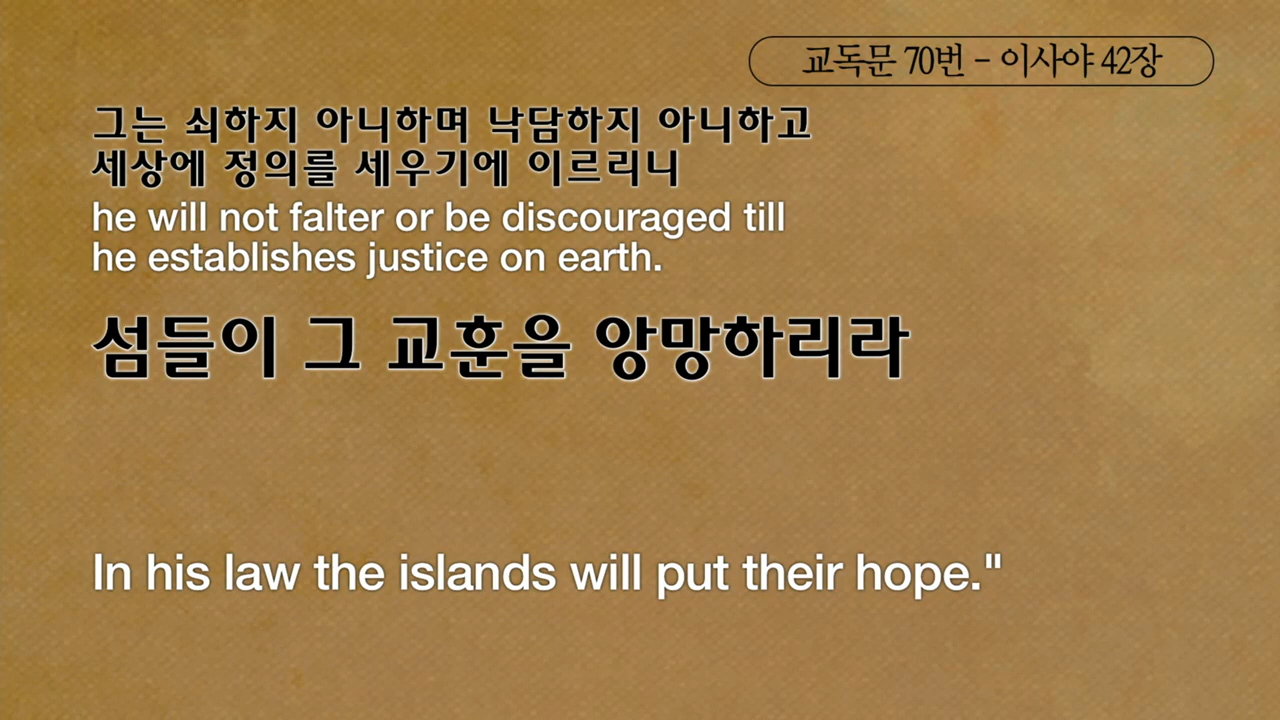 교독문 70번 - 이사야 42장
그는 쇠하지 아니하며 낙담하지 아니하고
세상에 정의를 세우기에 이르리니
he will not falter or be discouraged till
he establishes justice on earth.
섬들이 그 교훈을 앙망하리라
In his law the islands will put their hope."